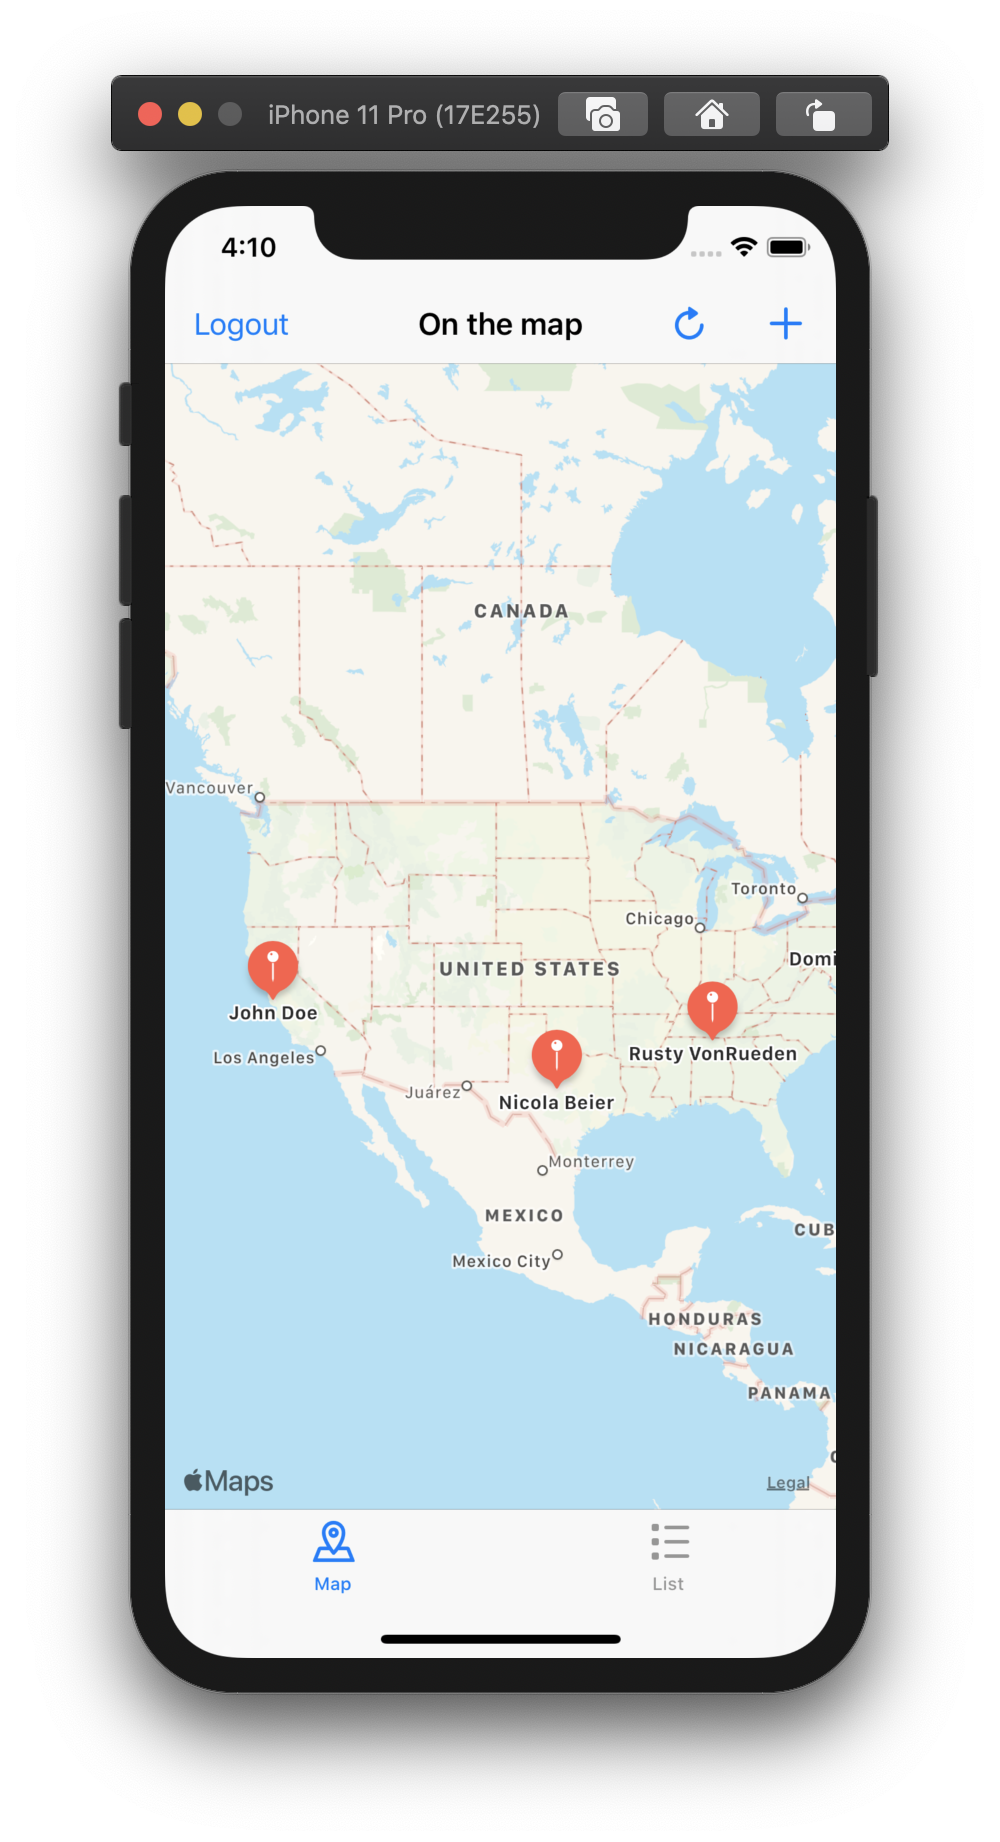 iPhone 11 Pro (17E255)
4:10
Logout
On the map
CANADA
Vancouver
Toronto
Chicago
Domi
UNITED STATES
John Doe
Rusty VonRueden
Los Angeles
Juárez
Nicola Beier
Monterrey
MEXICO
CUB
Mexico City
HONDURAS
NICARAGUA
PANAMA
Maps
Legal
Map
List